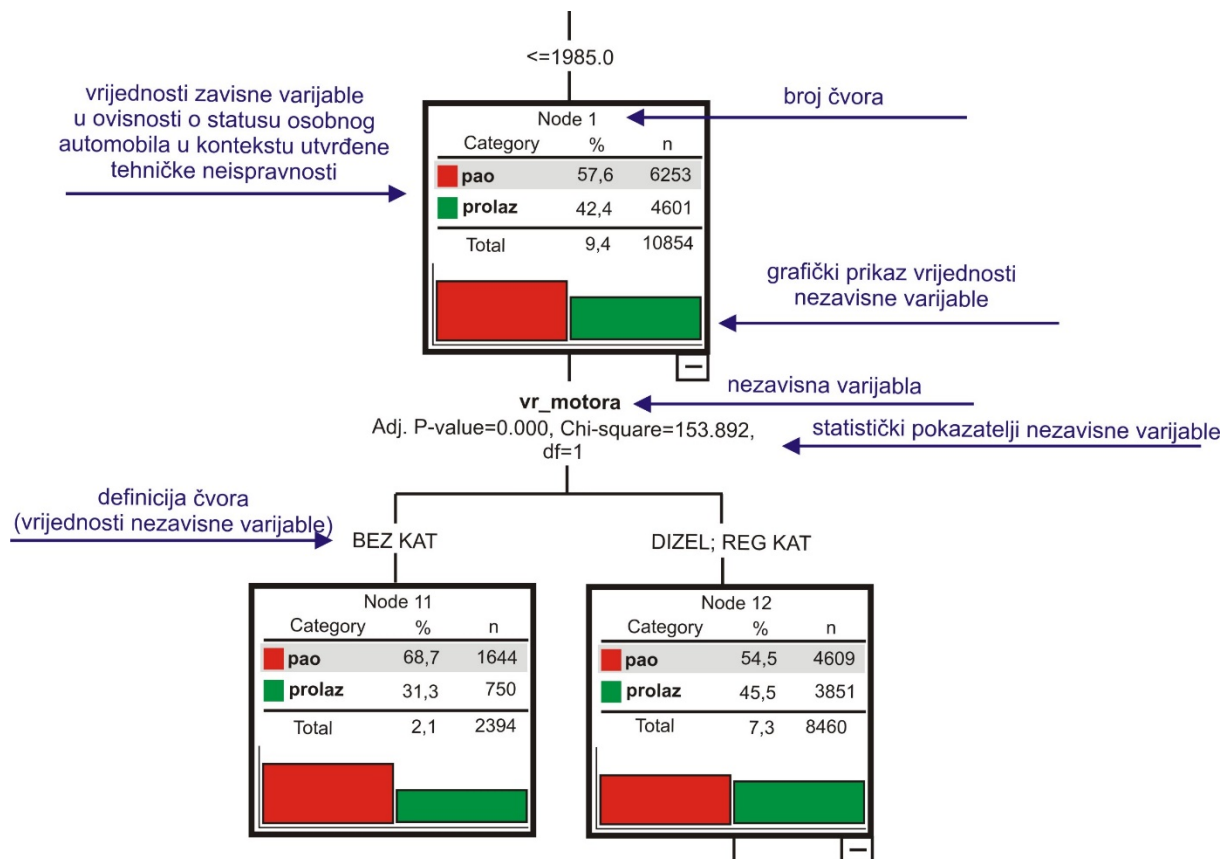 <=1985.0
vrijednosti zavisne varijable
u ovisnosti o statusu osobnog
automobila u kontekstu utvrđene
tehničke neispravnosti
broj čvora
Node 1
Category % n
pao 57,6 6253
prolaz 42,4 4601
Total 9,4 10854
grafički prikaz vrijednosti
nezavisne varijable
nezavisna varijabla
vr_motora
Adj. P-value=0.000, Chi-square=153.892,
df=1
statistički pokazatelji nezavisne varijable
definicija čvora
(vrijednosti nezavisne varijable)
BEZ KAT
DIZEL; REG KAT
Node 11
Category % n
pao 68,7 1644
prolaz 31,3 750
Total 2,1 2394
Node 12
Category % n
pao 54,5 4609
prolaz 45,5 3851
Total 7,3 8460